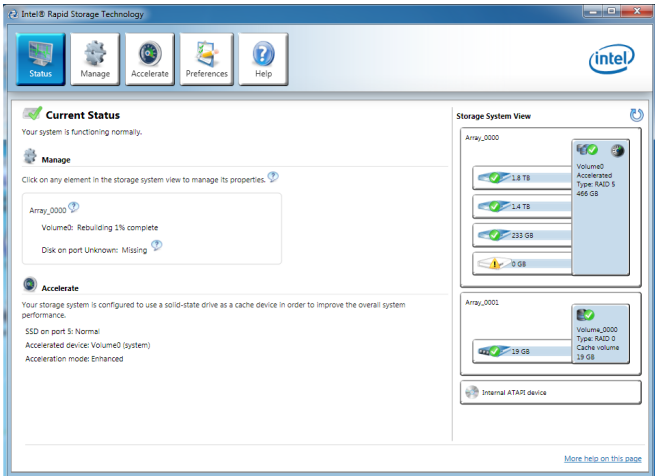 Intel® Rapid Storage Technology
Status
Manage
Accelerate
Preferences
Help
intel
Current Status
Your system is functioning normally.
Manage
Click on any element in the storage system view to manage its properties.
Array_0000
Volume0: Rebuilding 1% complete
Disk on port Unknown: Missing
Accelerate
Your storage system is configured to use a solid-state drive as a cache device in order to improve the overall system
performance.
SSD on port 5: Normal
Accelerated device: Volume0 (system)
Acceleration mode: Enhanced
Storage System View
Array_0000
1.8 TB
1.4 TB
233 GB
0 GB
Volume0
Accelerated
Type: RAID 5
466 GB
Array_0001
19 GB
Volume_0000
Type: RAID 0
Cache volume
19 GB
Internal ATAPI device
More help on this page